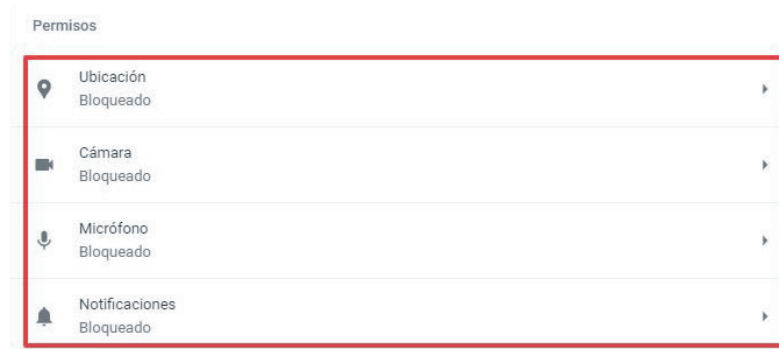 Permisos
Ubicación
Bloqueado
Cámara
Bloqueado
Micrófono
Bloqueado
Notificaciones
Bloqueado